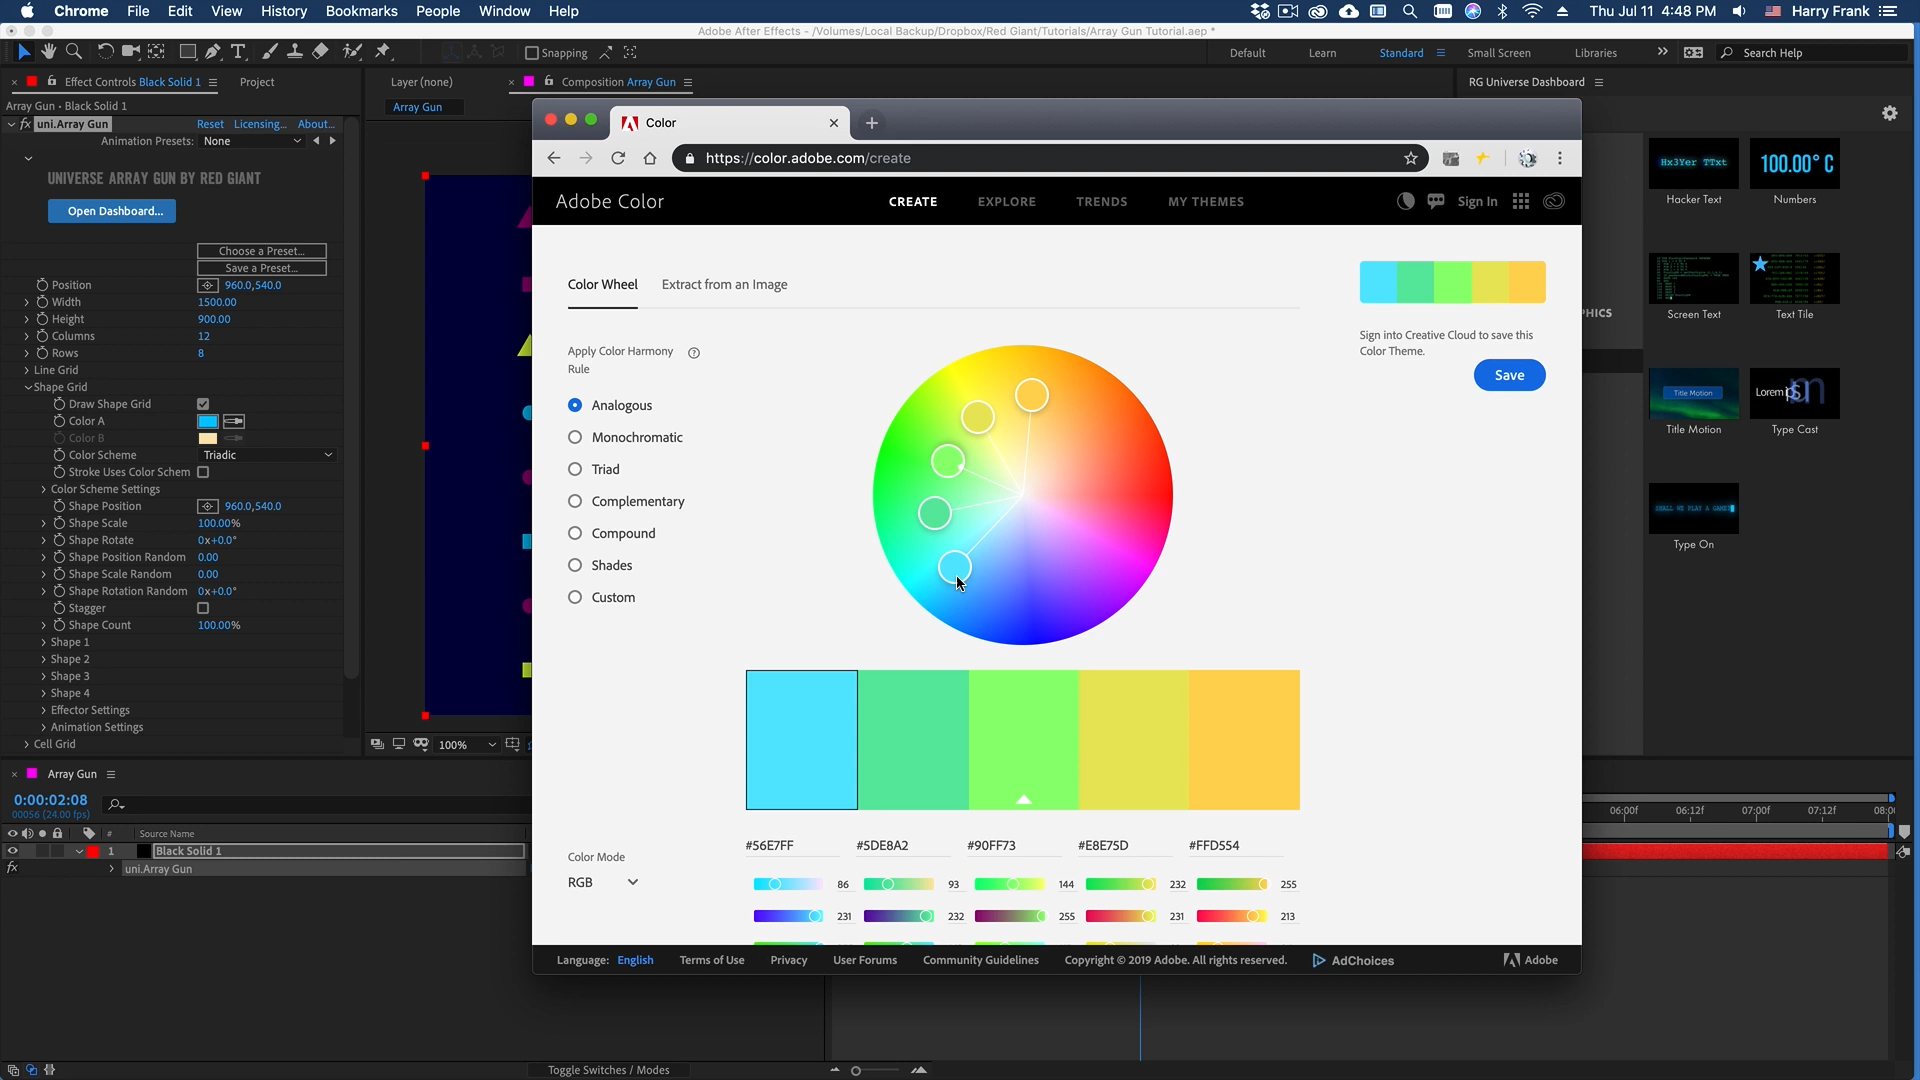 Chrome File Edit View History Bookmarks People Window Help Thu Jul 11 4:48 PM Harry Frank
Adobe After Effects - /Volumes/Local Backup/Dropbox/Red Giant/Tutorials/Array Gun Tutorial.aep *
Snapping Default Learn Standard Small Screen Libraries Search Help
Effect Controls Black Solid 1 Project Layer (none) Composition Array Gun RG Universe Dashboard
Array Gun • Black Solid 1
Array Gun
fx uni.Array Gun Reset Licensing... About...
Animation Presets: None
UNIVERSE ARRAY GUN BY RED GIANT
Open Dashboard...
Choose a Preset...
Save a Preset...
Position 960.0,540.0
Width 1500.00
Height 900.00
Columns 12
Rows 8
Line Grid
Shape Grid
Draw Shape Grid
Color A
Color B
Color Scheme Triadic
Stroke Uses Color Schem
Color Scheme Settings
Shape Position 960.0,540.0
Shape Scale 100.00%
Shape Rotate 0x+0.0°
Shape Position Random 0.00
Shape Scale Random 0.00
Shape Rotation Random 0x+0.0°
Stagger
Shape Count 100.00%
Shape 1
Shape 2
Shape 3
Shape 4
Effector Settings
Animation Settings
Cell Grid
100%
Color
https://color.adobe.com/create
Adobe Color CREATE EXPLORE TRENDS MY THEMES Sign In
Color Wheel Extract from an Image
Apply Color Harmony
Rule
Analogous
Monochromatic
Triad
Complementary
Compound
Shades
Custom
Sign into Creative Cloud to save this
Color Theme.
Save
#56E7FF #5DE8A2 #90FF73 #E8E75D #FFD554
Color Mode
RGB
86 93 144 232 255
231 232 255 231 213
Language: English Terms of Use Privacy User Forums Community Guidelines Copyright © 2019 Adobe. All rights reserved. AdChoices Adobe
Hx3Yer TTxt 100.00° C
Hacker Text Numbers
Screen Text Text Tile
PHICS
Title Motion Lorem
Title Motion Type Cast
SHALL WE PLAY A GAME
Type On
Array Gun
0:00:02:08
00056 (24.00 fps)
# Source Name
1 Black Solid 1
fx uni.Array Gun
06:00f 06:12f 07:00f 07:12f 08:0
Toggle Switches / Modes